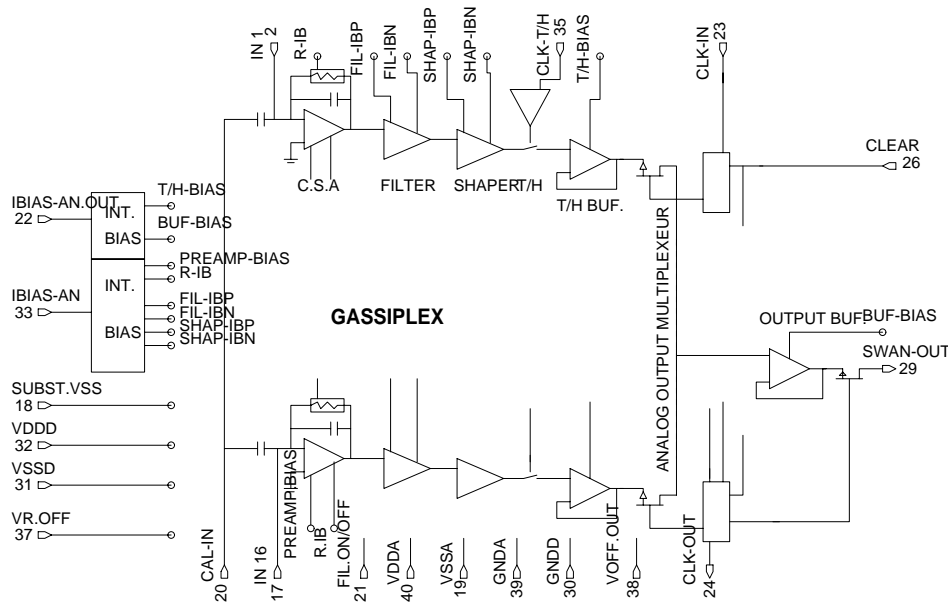 IN 1
2
R-IB
FIL-IBP
FIL-IBN
SHAP-IBP
SHAP-IBN
CLK-T/H
35
T/H-BIAS
CLK-IN
23
C.S.A
FILTER
SHAPER
T/H
T/H BUF.
CLEAR
26
IBIAS-AN.OUT
22
INT.
BIAS
T/H-BIAS
BUF-BIAS
IBIAS-AN
33
INT.
BIAS
PREAMP-BIAS
R-IB
FIL-IBP
FIL-IBN
SHAP-IBP
SHAP-IBN
GASSIPLEX
ANALOG OUTPUT MULTIPLEXEUR
OUTPUT BUF.
BUF-BIAS
SWAN-OUT
29
SUBST.VSS
18
VDDD
32
VSSD
31
VR.OFF
37
CAL-IN
20
IN 16
17
PREAMP.BIAS
R.IB
FIL.ON/OFF
21
VDDA
40
VSSA
19
GNDA
39
GNDD
30
VOFF.OUT
38
CLK-OUT
24